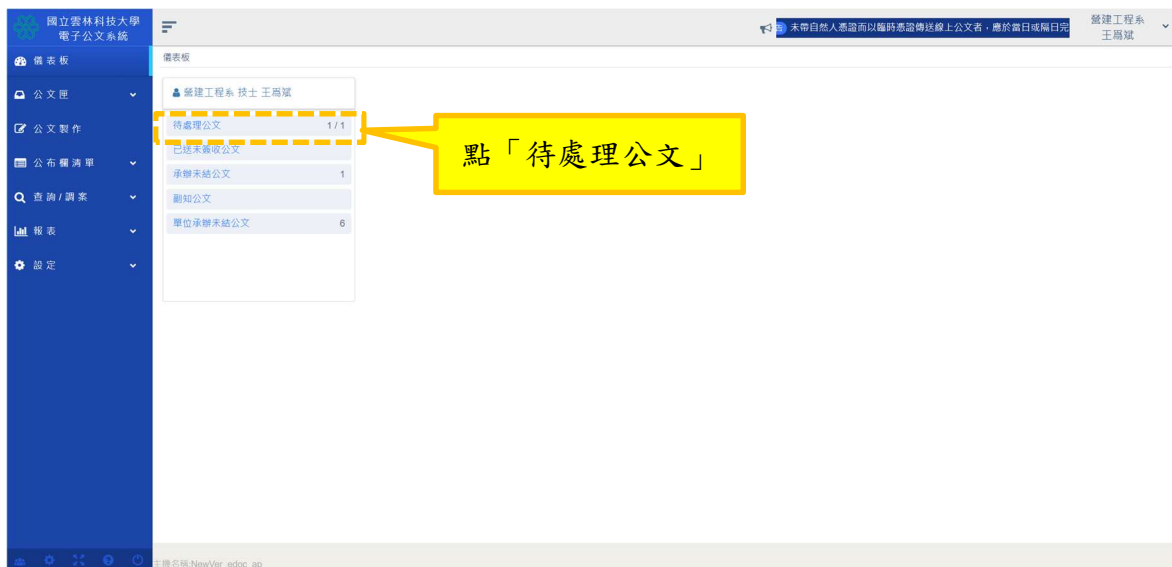 國立雲林科技大學
電子公文系統
未帶自然人憑證而以臨時憑證傳送線上公文者，應於當日或隔日完
營建工程系
王爲斌
儀表板
公文匣
公文製作
公布欄清單
查詢/調案
報表
設定
儀表板
營建工程系 技士 王爲斌
待處理公文 1 / 1
已送未簽收公文
承辦未結公文 1
副知公文
單位承辦未結公文 6
點「待處理公文」
主機名稱:NewVer_edoc_ap